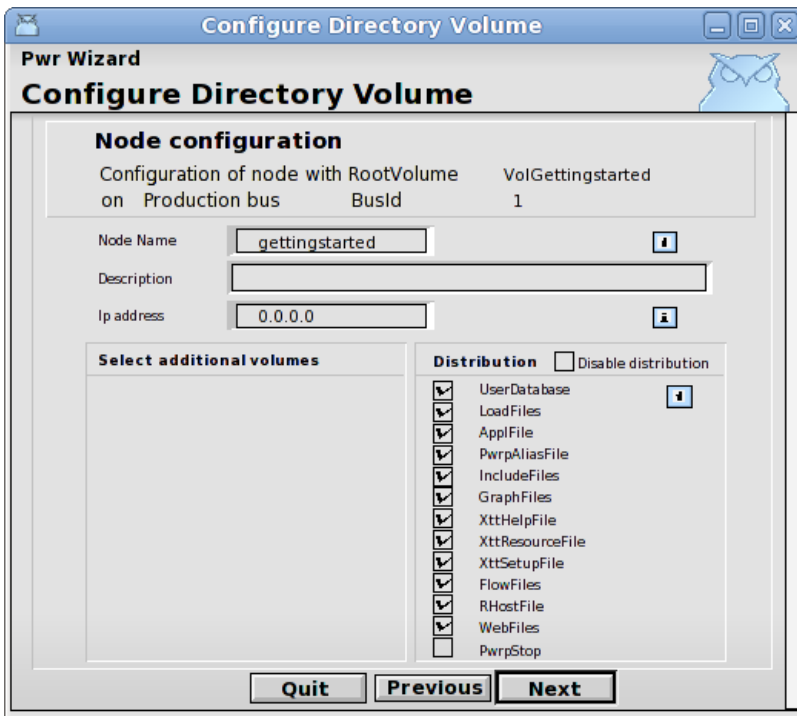 Configure Directory Volume
Pwr Wizard
Configure Directory Volume
Node configuration
Configuration of node with RootVolume VolGettingstarted
on Production bus BusId 1
Node Name gettingstarted i
Description
Ip address 0.0.0.0 i
Select additional volumes
Distribution Disable distribution
UserDatabase i
LoadFiles
ApplFile
PwrpAliasFile
IncludeFiles
GraphFiles
XttHelpFile
XttResourceFile
XttSetupFile
FlowFiles
RHostFile
WebFiles
PwrpStop
Quit Previous Next